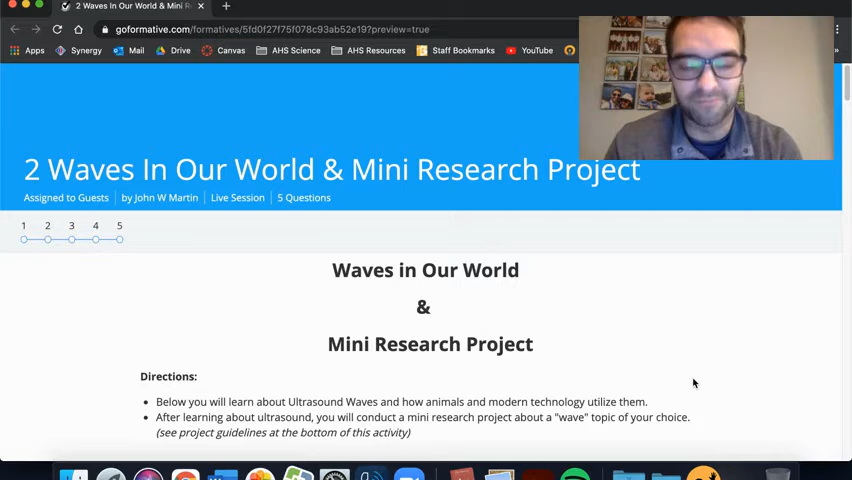 2 Waves In Our World & Mini R
goformative.com/formatives/5fd0f27f75f078c93ab52e19?preview=true
Apps Synergy Mail Drive Canvas AHS Science AHS Resources Staff Bookmarks YouTube
2 Waves In Our World & Mini Research Project
Assigned to Guests by John W Martin Live Session 5 Questions
1 2 3 4 5
Waves in Our World
&
Mini Research Project
Directions:
Below you will learn about Ultrasound Waves and how animals and modern technology utilize them.
After learning about ultrasound, you will conduct a mini research project about a "wave" topic of your choice.
(see project guidelines at the bottom of this activity)